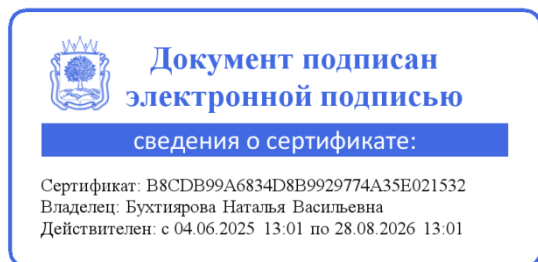 Документ подписан
электронной подписью
сведения о сертификате:
Сертификат: B8CDB99A6834D8B9929774A35E021532
Владелец: Бухтиярова Наталья Васильевна
Действителен: с 04.06.2025 13:01 по 28.08.2026 13:01